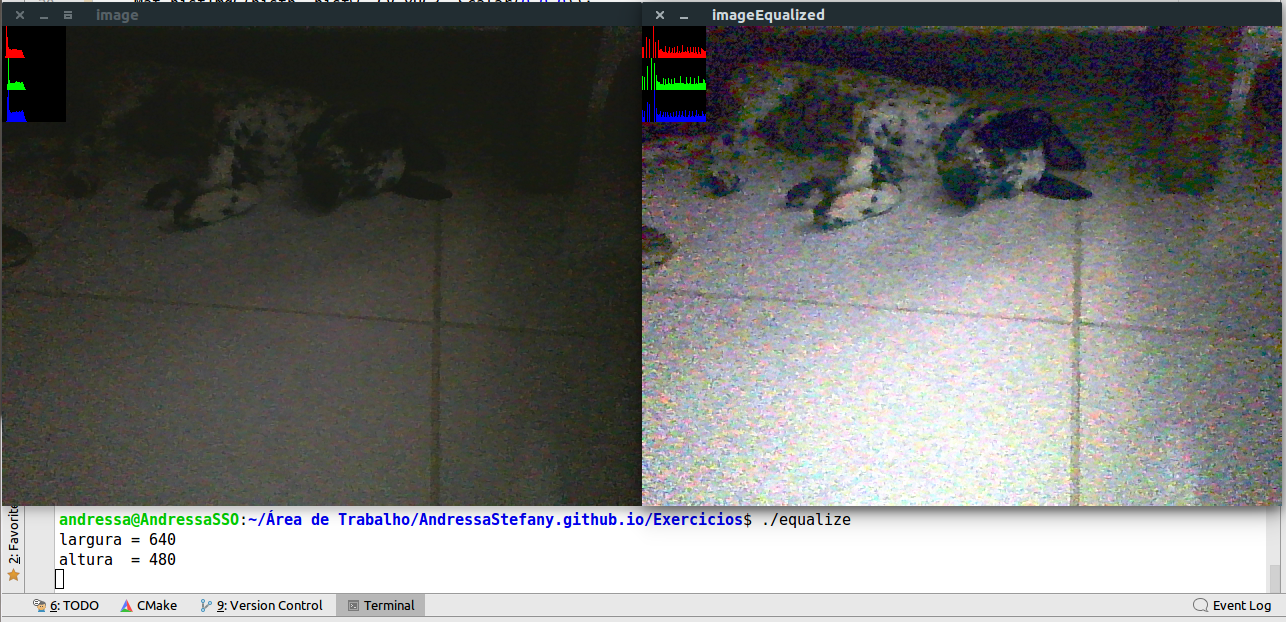 image
imageEqualized
andressa@AndressaSSO:~/Área de Trabalho/AndressaStefany.github.io/Exercicios$ ./equalize
largura = 640
altura  = 480
2: Favorite
6: TODO
CMake
9: Version Control
Terminal
Event Log